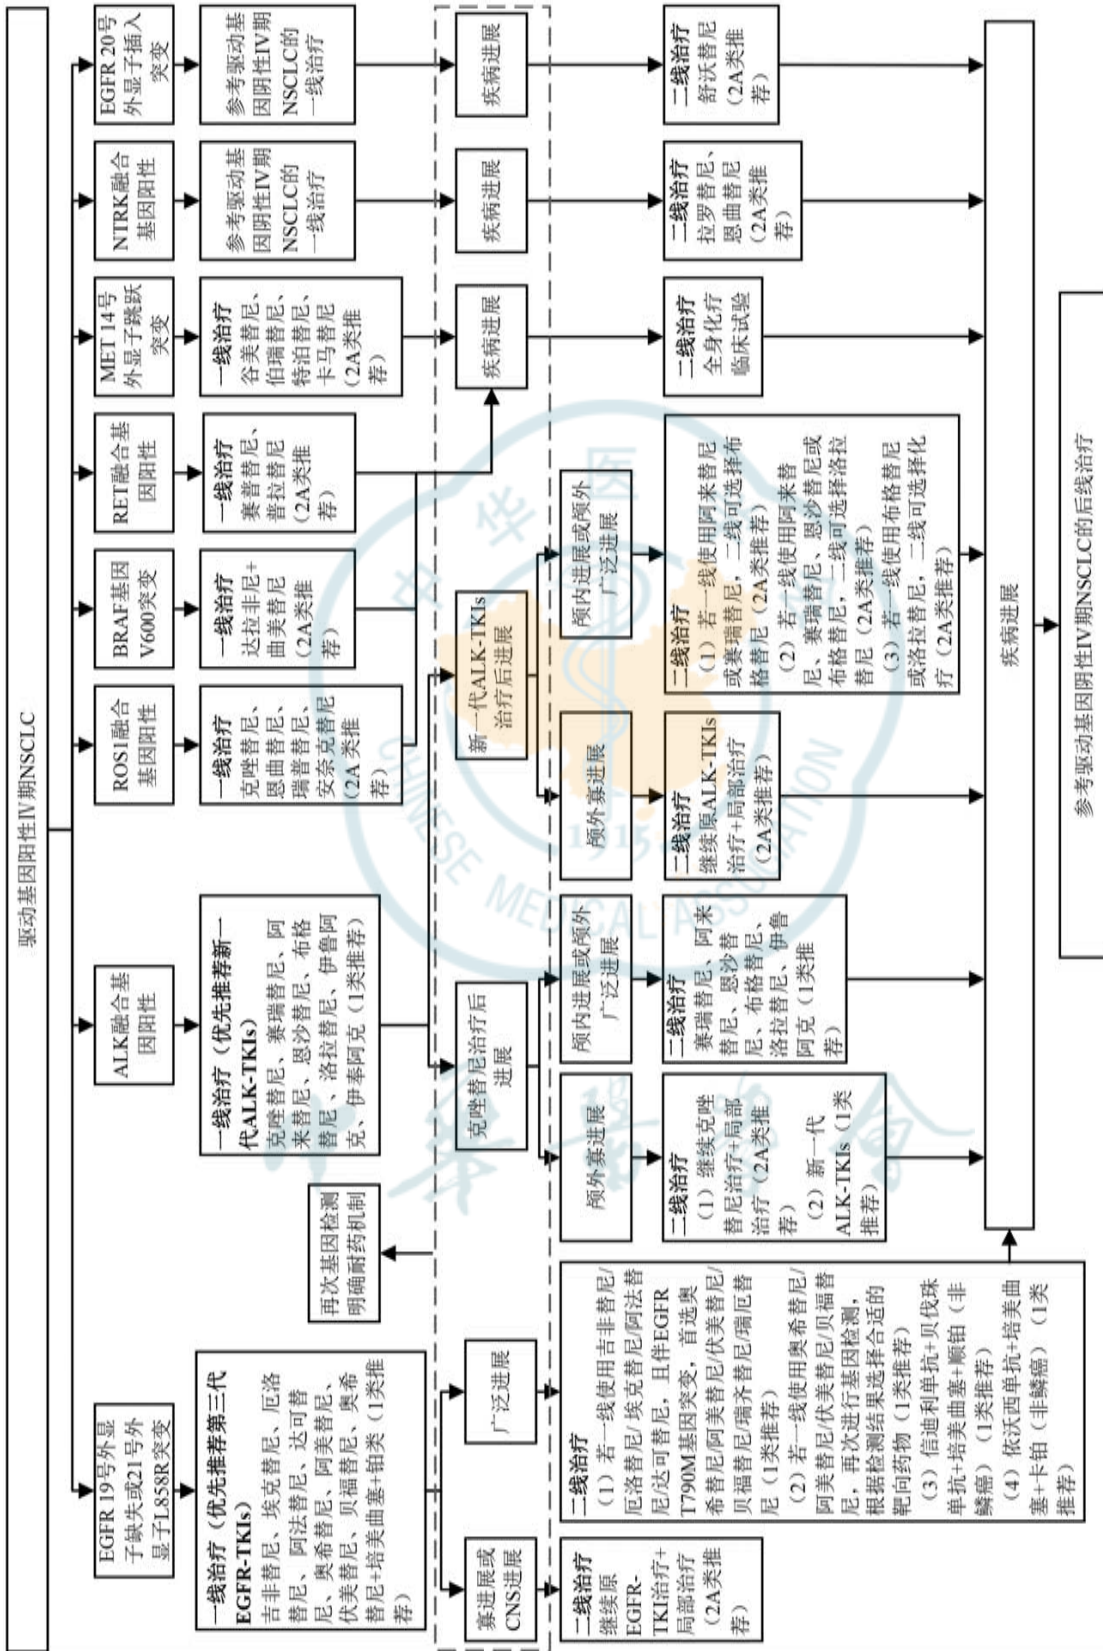 驱动基因阳性Ⅳ期NSCLC
EGFR 19号外显
子缺失或21号外
显子L858R突变
ALK融合基
因阳性
ROS1融合
基因阳性
BRAF基因
V600突变
RET融合基
因阳性
MET 14号
外显子跳跃
突变
NTRK融合
基因阳性
EGFR 20号
外显子插入
突变
一线治疗（优先推荐第三代
EGFR-TKIs）
吉非替尼、埃克替尼、厄洛
替尼、阿法替尼、达可替
尼、奥希替尼、阿美替尼、
伏美替尼、贝福替尼、奥希
替尼+培美曲塞+铂类（1类推
荐）
一线治疗（优先推荐新一
代ALK-TKIs）
克唑替尼、赛瑞替尼、阿
来替尼、恩沙替尼、布格
替尼、洛拉替尼、伊鲁阿
克、伊奉阿克（1类推荐）
一线治疗
克唑替尼、
恩曲替尼、
瑞普替尼、
安奈克替尼
（2A 类推
荐）
一线治疗
达拉非尼+
曲美替尼
（2A类推
荐）
一线治疗
赛普替尼、
普拉替尼
（2A类推
荐）
一线治疗
谷美替尼、
伯瑞替尼、
特泊替尼、
卡马替尼
（2A类推
荐）
参考驱动基
因阴性Ⅳ期
NSCLC的
一线治疗
参考驱动基
因阴性Ⅳ期
NSCLC的
一线治疗
再次基因检测
明确耐药机制
寡进展或
CNS进展
广泛进展
克唑替尼治疗后
进展
新一代ALK-TKIs
治疗后进展
疾病进展
疾病进展
疾病进展
颅外寡进展
颅内进展或颅外
广泛进展
颅外寡进展
颅内进展或颅外
广泛进展
二线治疗
继续原
EGFR-
TKI治疗+
局部治疗
（2A类推
荐）
二线治疗
（1）若一线使用吉非替尼/
厄洛替尼/埃克替尼/阿法替
尼/达可替尼，且伴EGFR
T790M基因突变，首选奥
希替尼/阿美替尼/伏美替尼/
贝福替尼/瑞齐替尼/瑞厄替
尼（1类推荐）
（2）若一线使用奥希替尼/
阿美替尼/伏美替尼/贝福替
尼，再次进行基因检测，
根据检测结果选择合适的
靶向药物（1类推荐）
（3）信迪利单抗+贝伐珠
单抗+培美曲塞+顺铂（非
鳞癌）（1类推荐）
（4）依沃西单抗+培美曲
塞+卡铂（非鳞癌）（1类
推荐）
二线治疗
（1）继续克唑
替尼治疗+局部
治疗（2A类推
荐）
（2）新一代
ALK-TKIs（1类
推荐）
二线治疗
赛瑞替尼、阿来
替尼、恩沙替
尼、布格替尼、
洛拉替尼、伊鲁
阿克（1类推
荐）
二线治疗
继续原ALK-TKIs
治疗+局部治疗
（2A类推荐）
二线治疗
（1）若一线使用阿来替尼
或赛瑞替尼，二线可选择布
格替尼（2A类推荐）
（2）若一线使用阿来替
尼、赛瑞替尼、恩沙替尼或
布格替尼，二线可选择洛拉
替尼（2A类推荐）
（3）若一线使用布格替尼
或洛拉替尼，二线可选择化
疗（2A类推荐）
二线治疗
全身化疗
临床试验
二线治疗
拉罗替尼、
恩曲替尼
（2A类推
荐）
二线治疗
舒沃替尼
（2A类推
荐）
疾病进展
参考驱动基因阴性Ⅳ期NSCLC的后线治疗
中华医
CHINESE MEDICAL ASSOCIATION
1915